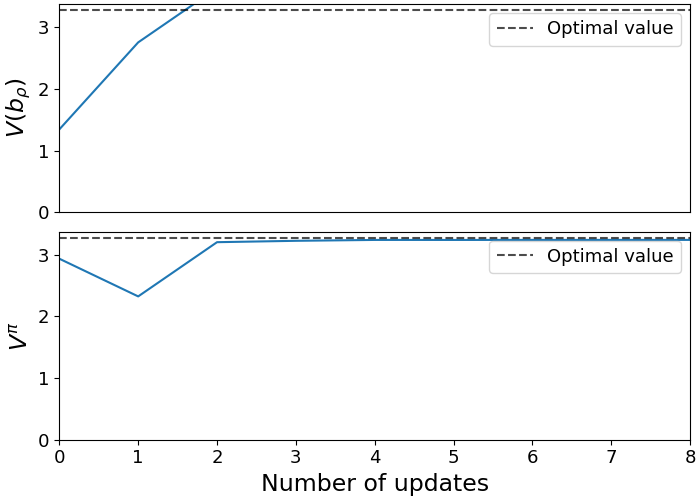 3
2
1
0
V(b_ρ)
Optimal value
3
2
1
0
V^π
Optimal value
0 1 2 3 4 5 6 7 8
Number of updates